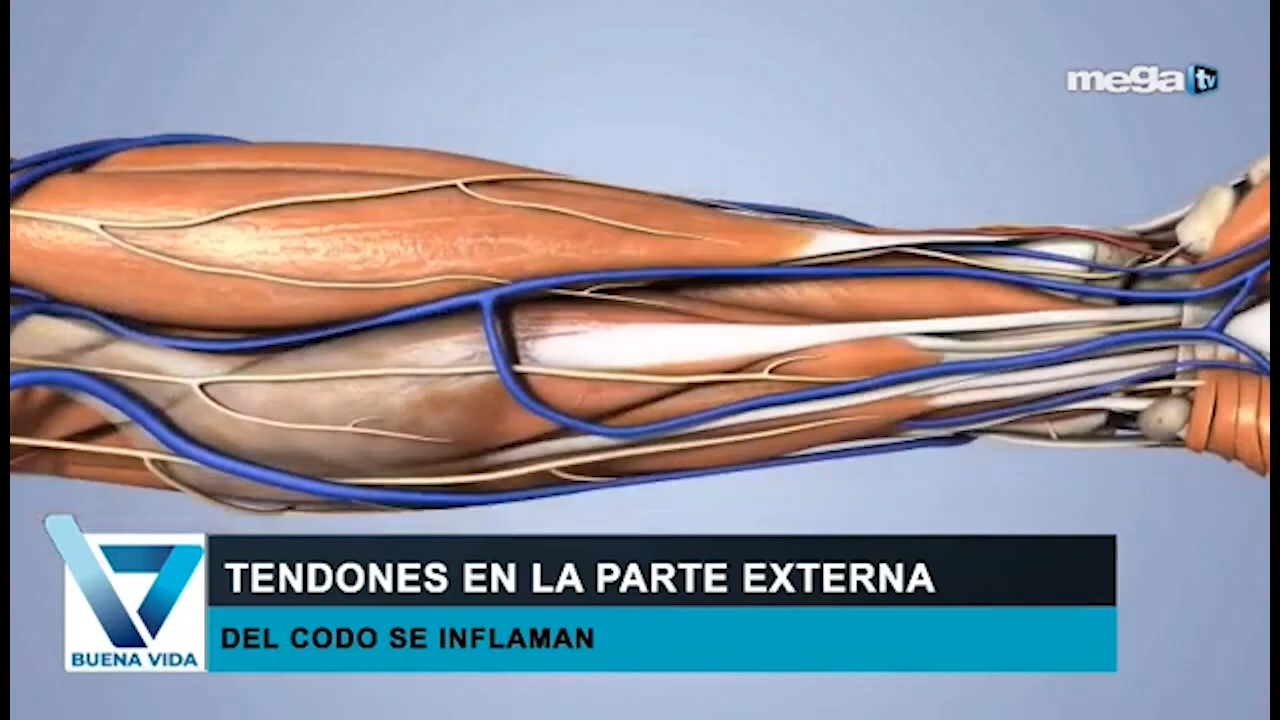 mega tv
TENDONES EN LA PARTE EXTERNA
DEL CODO SE INFLAMAN
BUENA VIDA